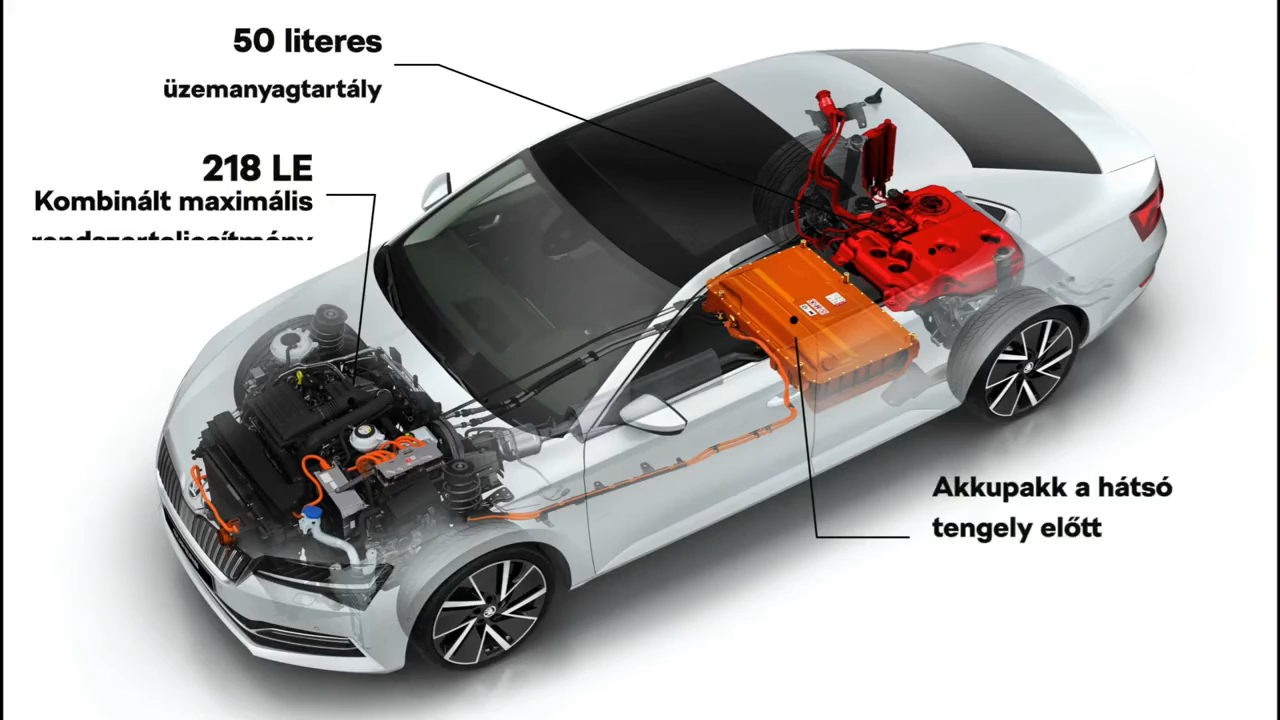 50 literes
üzemanyagtartály
218 LE
Kombinált maximális
Akkupakk a hátsó
tengely előtt